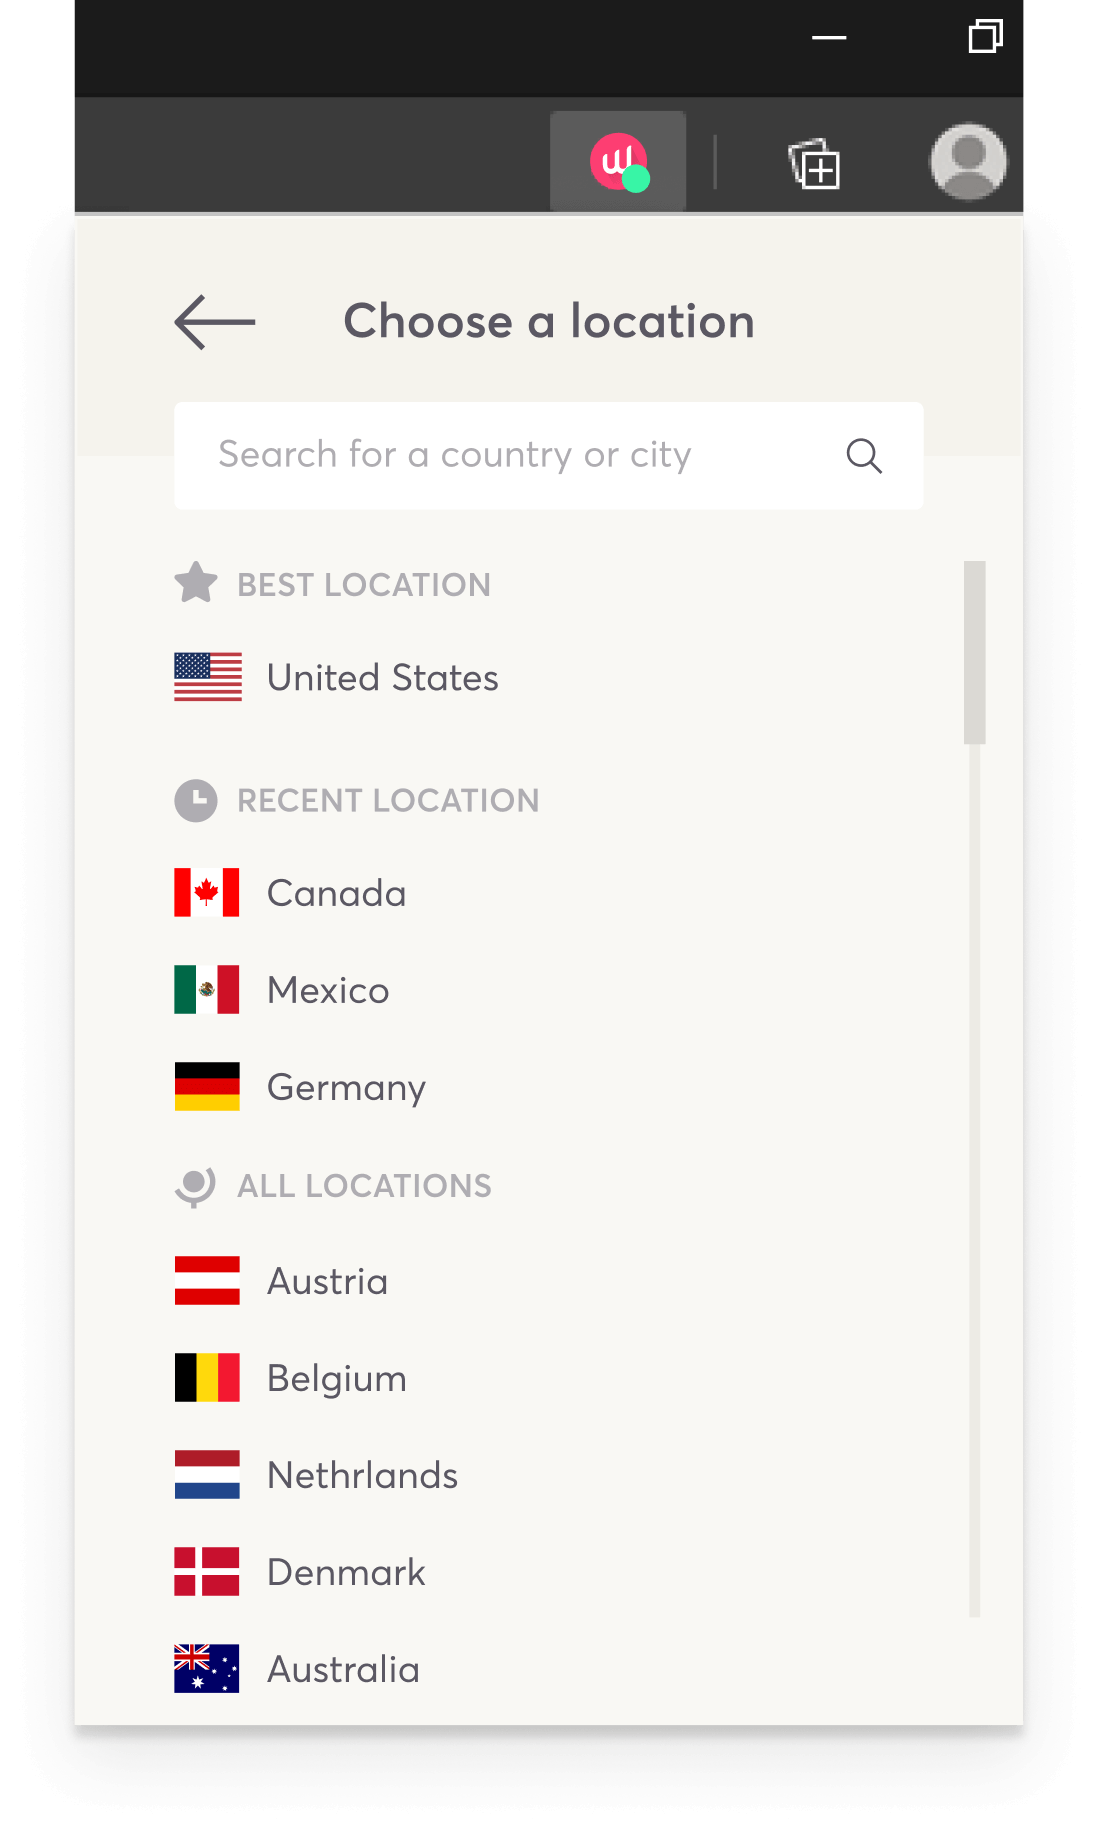 Choose a location
Search for a country or city
BEST LOCATION
United States
RECENT LOCATION
Canada
Mexico
Germany
ALL LOCATIONS
Austria
Belgium
Nethrlands
Denmark
Australia